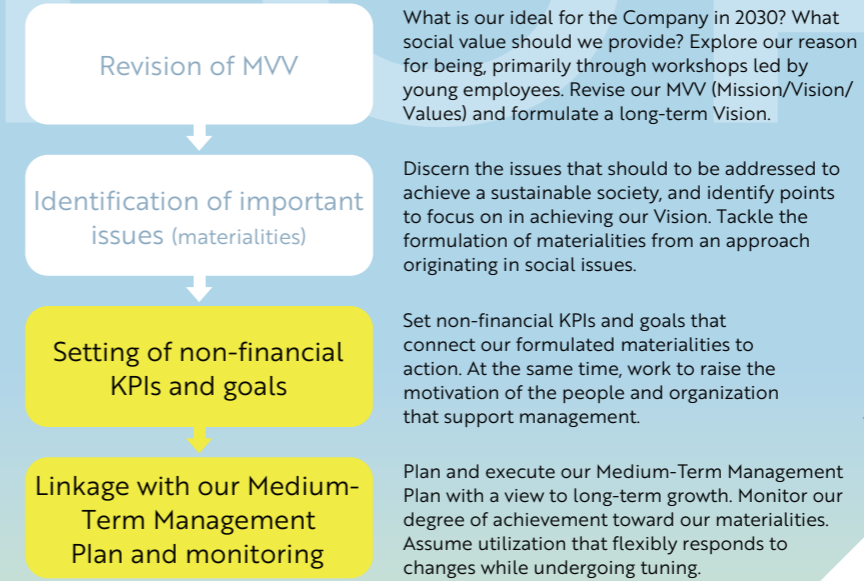 Revision of MVV
What is our ideal for the Company in 2030? What
social value should we provide? Explore our reason
for being, primarily through workshops led by
young employees. Revise our MVV (Mission/Vision/
Values) and formulate a long-term Vision.
Identification of important
issues (materialities)
Discern the issues that should to be addressed to
achieve a sustainable society, and identify points
to focus on in achieving our Vision. Tackle the
formulation of materialities from an approach
originating in social issues.
Setting of non-financial
KPIs and goals
Set non-financial KPIs and goals that
connect our formulated materialities to
action. At the same time, work to raise the
motivation of the people and organization
that support management.
Linkage with our Medium-
Term Management
Plan and monitoring
Plan and execute our Medium-Term Management
Plan with a view to long-term growth. Monitor our
degree of achievement toward our materialities.
Assume utilization that flexibly responds to
changes while undergoing tuning.